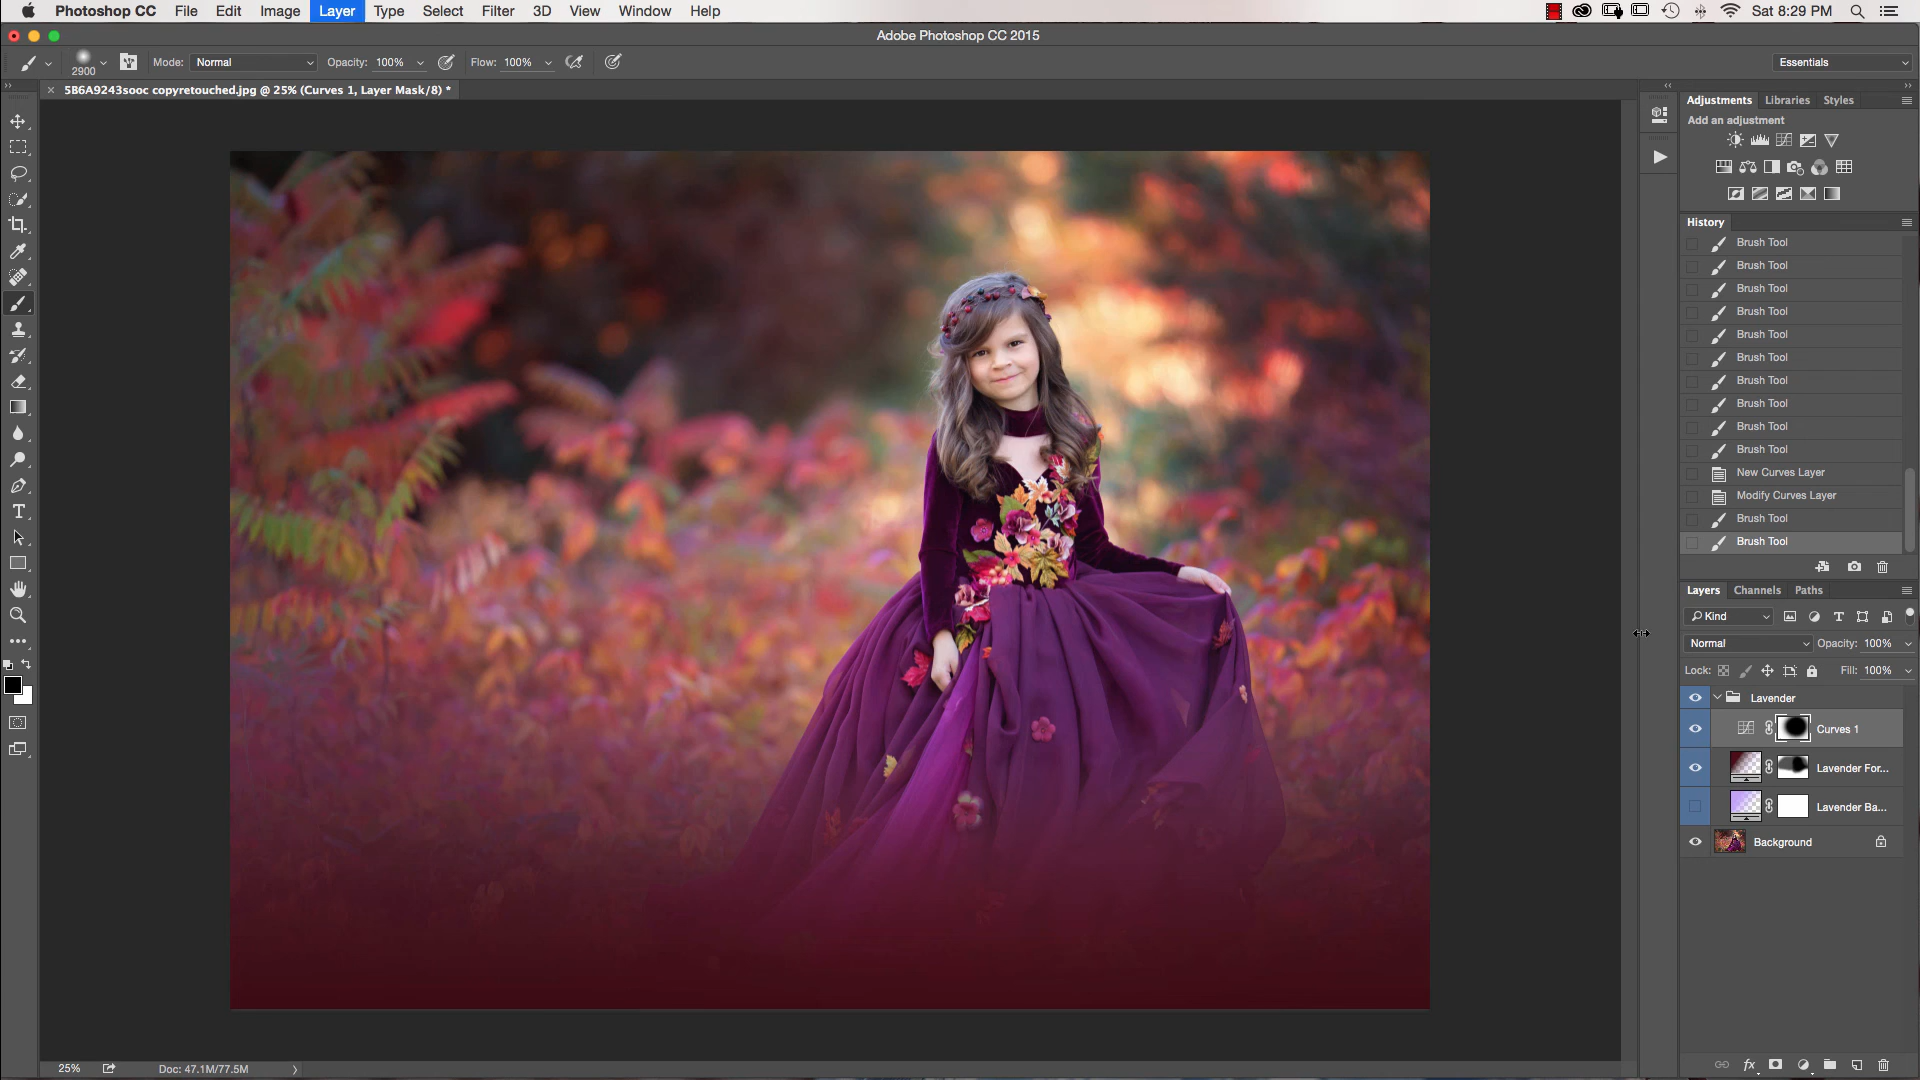 Photoshop CC File Edit Image Layer Type Select Filter 3D View Window Help Sat 8:29 PM
Adobe Photoshop CC 2015
2900 Mode: Normal Opacity: 100% Flow: 100% Essentials
5B6A9243sooc copyretouched.jpg @ 25% (Curves 1, Layer Mask/8) *
Adjustments Libraries Styles
Add an adjustment
History
Brush Tool
Brush Tool
Brush Tool
Brush Tool
Brush Tool
Brush Tool
Brush Tool
Brush Tool
Brush Tool
Brush Tool
New Curves Layer
Modify Curves Layer
Brush Tool
Brush Tool
Layers Channels Paths
Kind
Normal Opacity: 100%
Lock: Fill: 100%
Lavender
Curves 1
Lavender For...
Lavender Ba...
Background
25% Doc: 47.1M/77.5M
fx